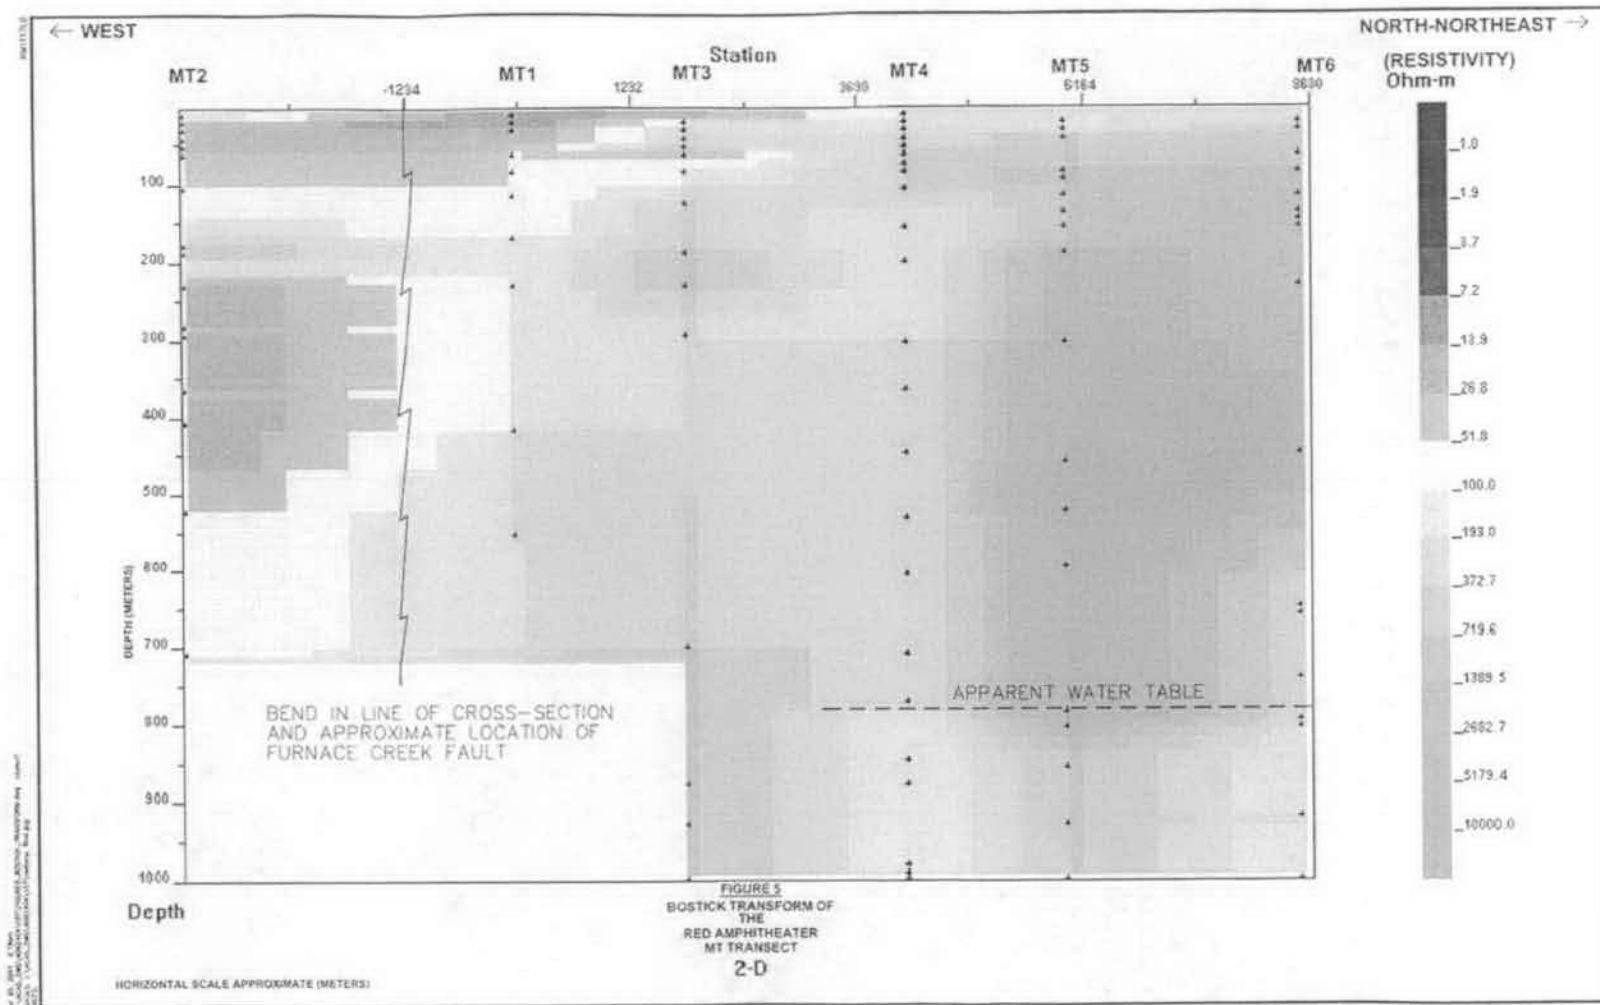 ← WEST
NORTH-NORTHEAST →
Station
MT2
MT1
MT3
MT4
MT5
MT6
-1234
1232
3630
6164
8630
(RESISTIVITY)
Ohm-m
1.0
1.9
3.7
7.2
13.9
26.8
51.8
100.0
193.0
372.7
719.6
1389.5
2682.7
5179.4
10000.0
100
200
300
400
500
600
700
800
900
1000
DEPTH (METERS)
APPARENT WATER TABLE
BEND IN LINE OF CROSS-SECTION
AND APPROXIMATE LOCATION OF
FURNACE CREEK FAULT
Depth
FIGURE 5
BOSTICK TRANSFORM OF
THE
RED AMPHITHEATER
MT TRANSECT
2-D
HORIZONTAL SCALE APPROXIMATE (METERS)